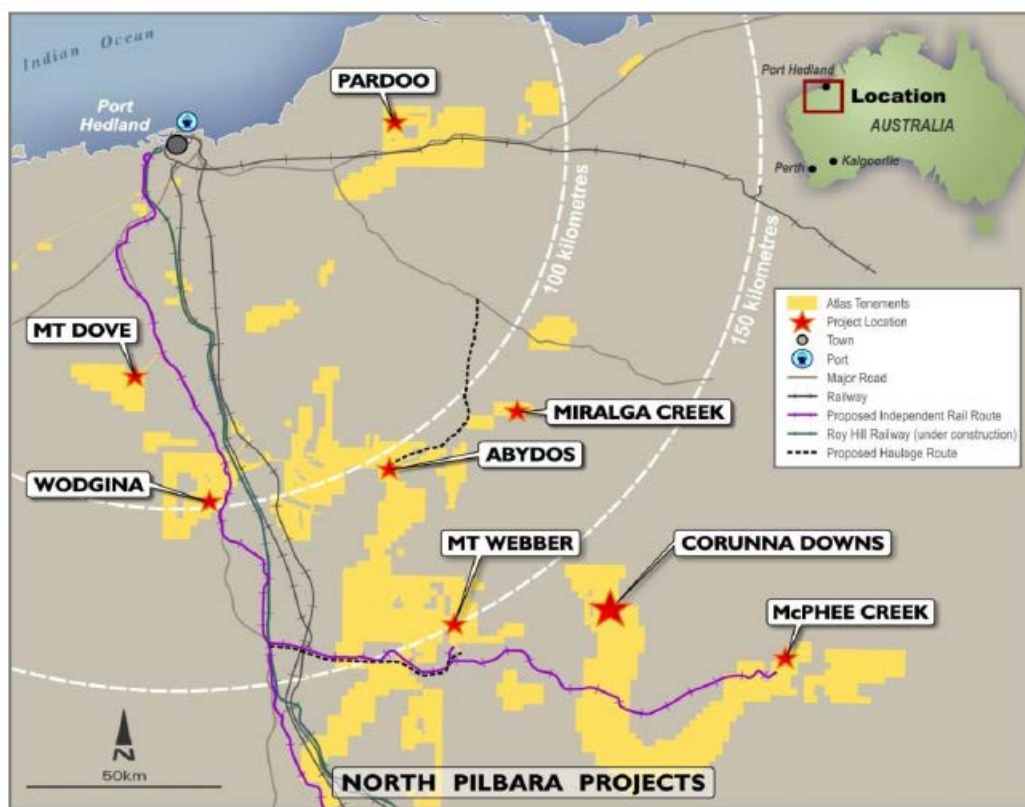 Indian Ocean
Port
Hedland
PARDOO
100 kilometres
150 kilometres
Port Hedland
Location
AUSTRALIA
Perth
Kalgoorlie
MT DOVE
MIRALGA CREEK
ABYDOS
WODGINA
MT WEBBER
CORUNNA DOWNS
McPHEE CREEK
Atlas Tenements
Project Location
Town
Port
Major Road
Railway
Proposed Independent Rail Route
Roy Hill Railway (under construction)
Proposed Haulage Route
N
50km
NORTH PILBARA PROJECTS